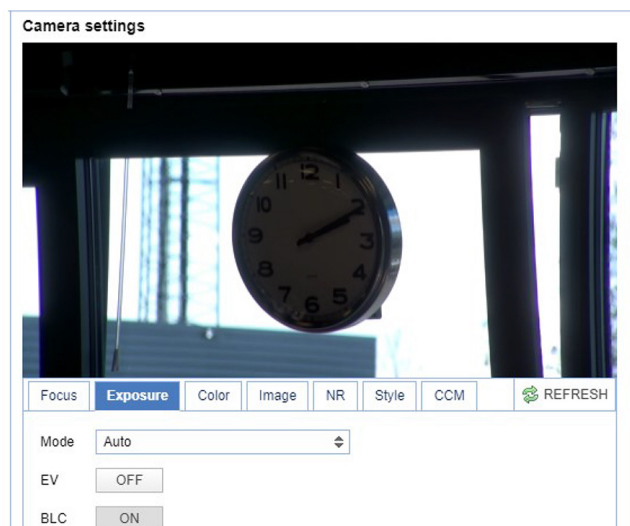 Camera settings
12
11 1
10 2
9 3
8 4
7 5
6
Focus Exposure Color Image NR Style CCM REFRESH
Mode Auto
EV OFF
BLC ON